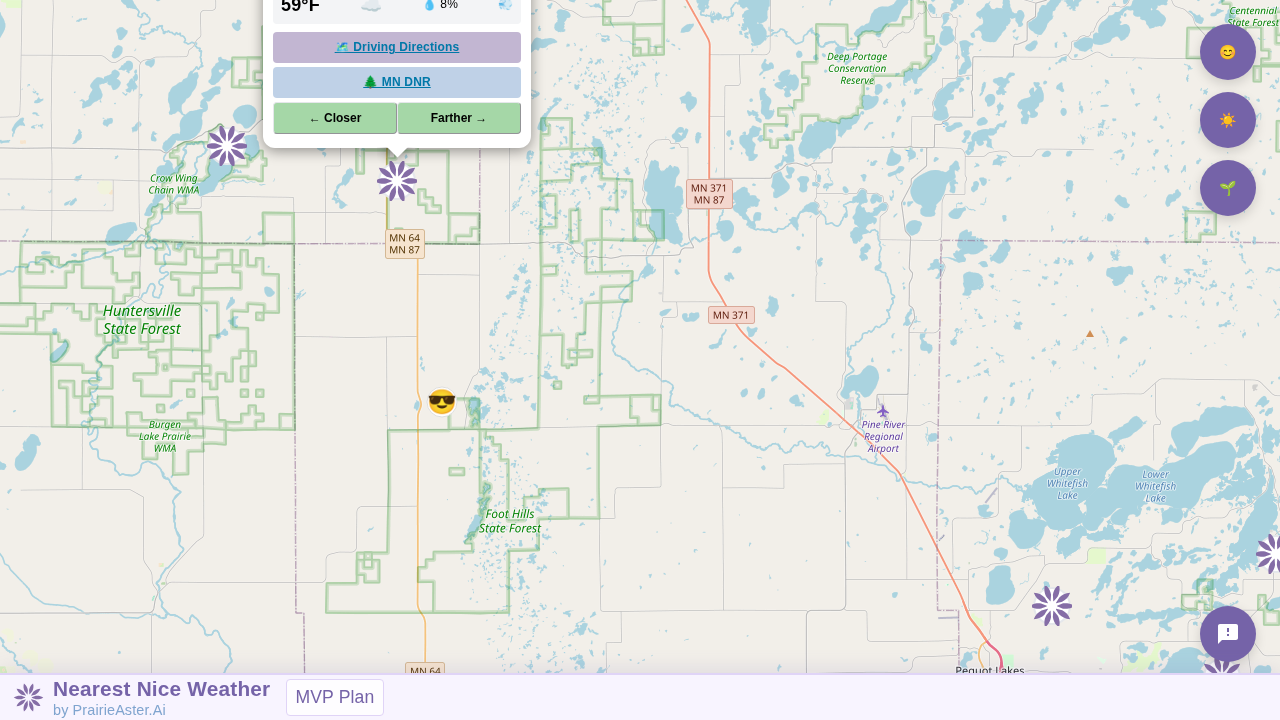 59°F 8%
Driving Directions
MN DNR
← Closer Farther →
Centennial
State Forest
Deep Portage
Conservation
Reserve
Crow Wing
Chain WMA
MN 371
MN 87
MN 64
MN 87
Huntersville
State Forest
MN 371
Burgen
Lake Prairie
WMA
Pine River
Regional
Airport
Upper
Whitefish
Lake
Lower
Whitefish
Lake
Foot Hills
State Forest
MN 64
Pequot Lakes
Nearest Nice Weather
by PrairieAster.Ai
MVP Plan